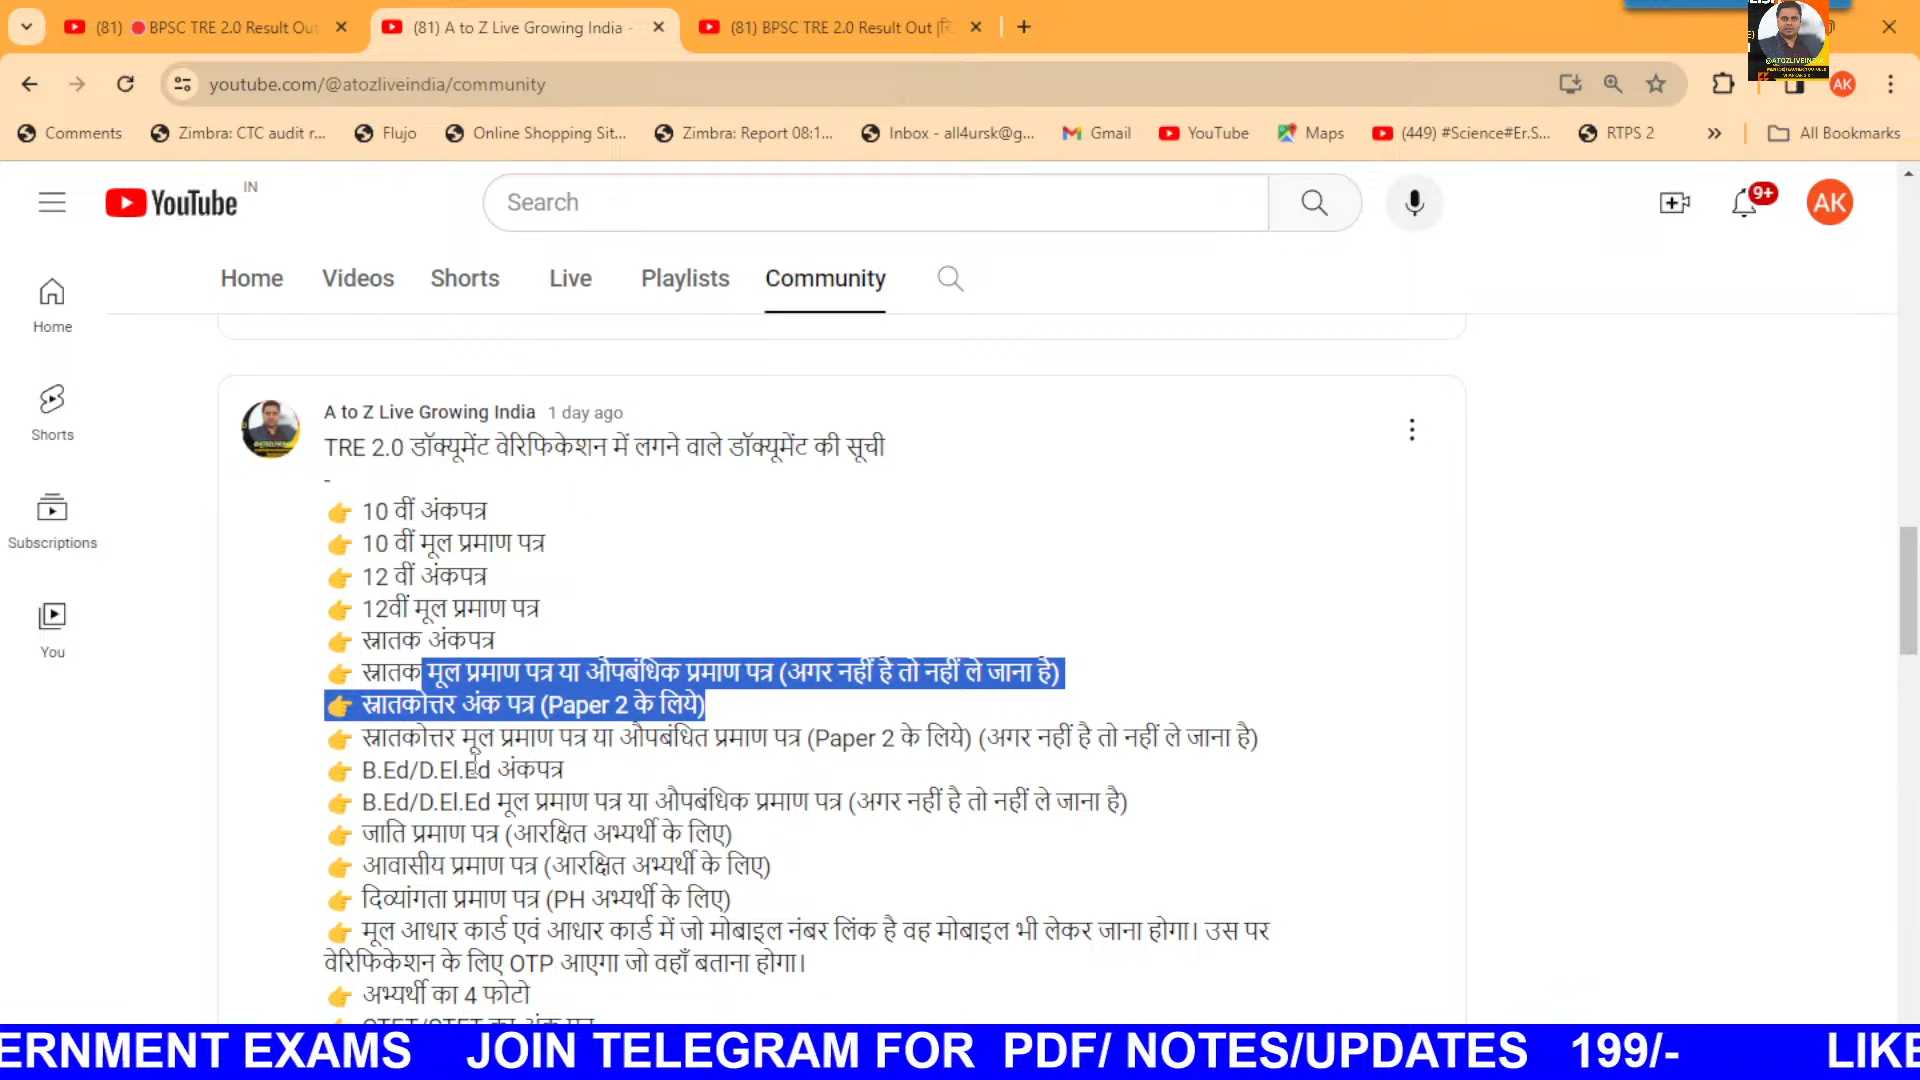 (81) 🔴BPSC TRE 2.0 Result Out
(81) A to Z Live Growing India -
(81) BPSC TRE 2.0 Result Out
youtube.com/@atozliveindia/community
AK
@ATOZLIVEINDIA
Comments
Zimbra: CTC audit r...
Flujo
Online Shopping Sit...
Zimbra: Report 08:1...
Inbox - all4ursk@g...
Gmail
YouTube
Maps
(449) #Science#Er.S...
RTPS 2
All Bookmarks
YouTube
IN
Search
9+
AK
Home
Videos
Shorts
Live
Playlists
Community
Home
Shorts
Subscriptions
You
A to Z Live Growing India 1 day ago
TRE 2.0 डॉक्यूमेंट वेरिफिकेशन में लगने वाले डॉक्यूमेंट की सूची
-
👉 10 वीं अंकपत्र
👉 10 वीं मूल प्रमाण पत्र
👉 12 वीं अंकपत्र
👉 12वीं मूल प्रमाण पत्र
👉 स्नातक अंकपत्र
👉 स्नातक मूल प्रमाण पत्र या औपबंधिक प्रमाण पत्र (अगर नहीं है तो नहीं ले जाना है)
👉 स्नातकोत्तर अंक पत्र (Paper 2 के लिये)
👉 स्नातकोत्तर मूल प्रमाण पत्र या औपबंधित प्रमाण पत्र (Paper 2 के लिये) (अगर नहीं है तो नहीं ले जाना है)
👉 B.Ed/D.El.Ed अंकपत्र
👉 B.Ed/D.El.Ed मूल प्रमाण पत्र या औपबंधिक प्रमाण पत्र (अगर नहीं है तो नहीं ले जाना है)
👉 जाति प्रमाण पत्र (आरक्षित अभ्यर्थी के लिए)
👉 आवासीय प्रमाण पत्र (आरक्षित अभ्यर्थी के लिए)
👉 दिव्यांगता प्रमाण पत्र (PH अभ्यर्थी के लिए)
👉 मूल आधार कार्ड एवं आधार कार्ड में जो मोबाइल नंबर लिंक है वह मोबाइल भी लेकर जाना होगा। उस पर
वेरिफिकेशन के लिए OTP आएगा जो वहाँ बताना होगा।
👉 अभ्यर्थी का 4 फोटो
ERNMENT EXAMS JOIN TELEGRAM FOR PDF/ NOTES/UPDATES 199/- LIKE